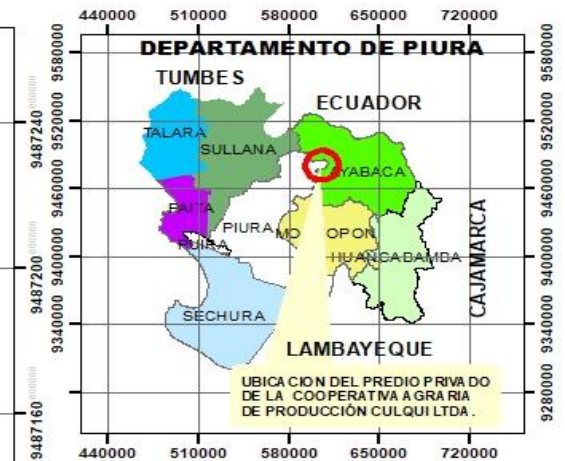 440000 510000 580000 650000 720000
DEPARTAMENTO DE PIURA
TUMBES
ECUADOR
TALARA
SULLANA
AYABACA
PAITA
PIURA
MO OPON
PUIRA
HUANCABAMBA
SECHURA
CAJAMARCA
LAMBAYEQUE
UBICACION DEL PREDIO PRIVADO
DE LA COOPERATIVA AGRARIA
DE PRODUCCIÓN CULQUI LTDA.
440000 510000 580000 650000 720000
9580000
9520000
9460000
9400000
9340000
9280000
9580000
9520000
9460000
9400000
9340000
9487240
9487200
9487160